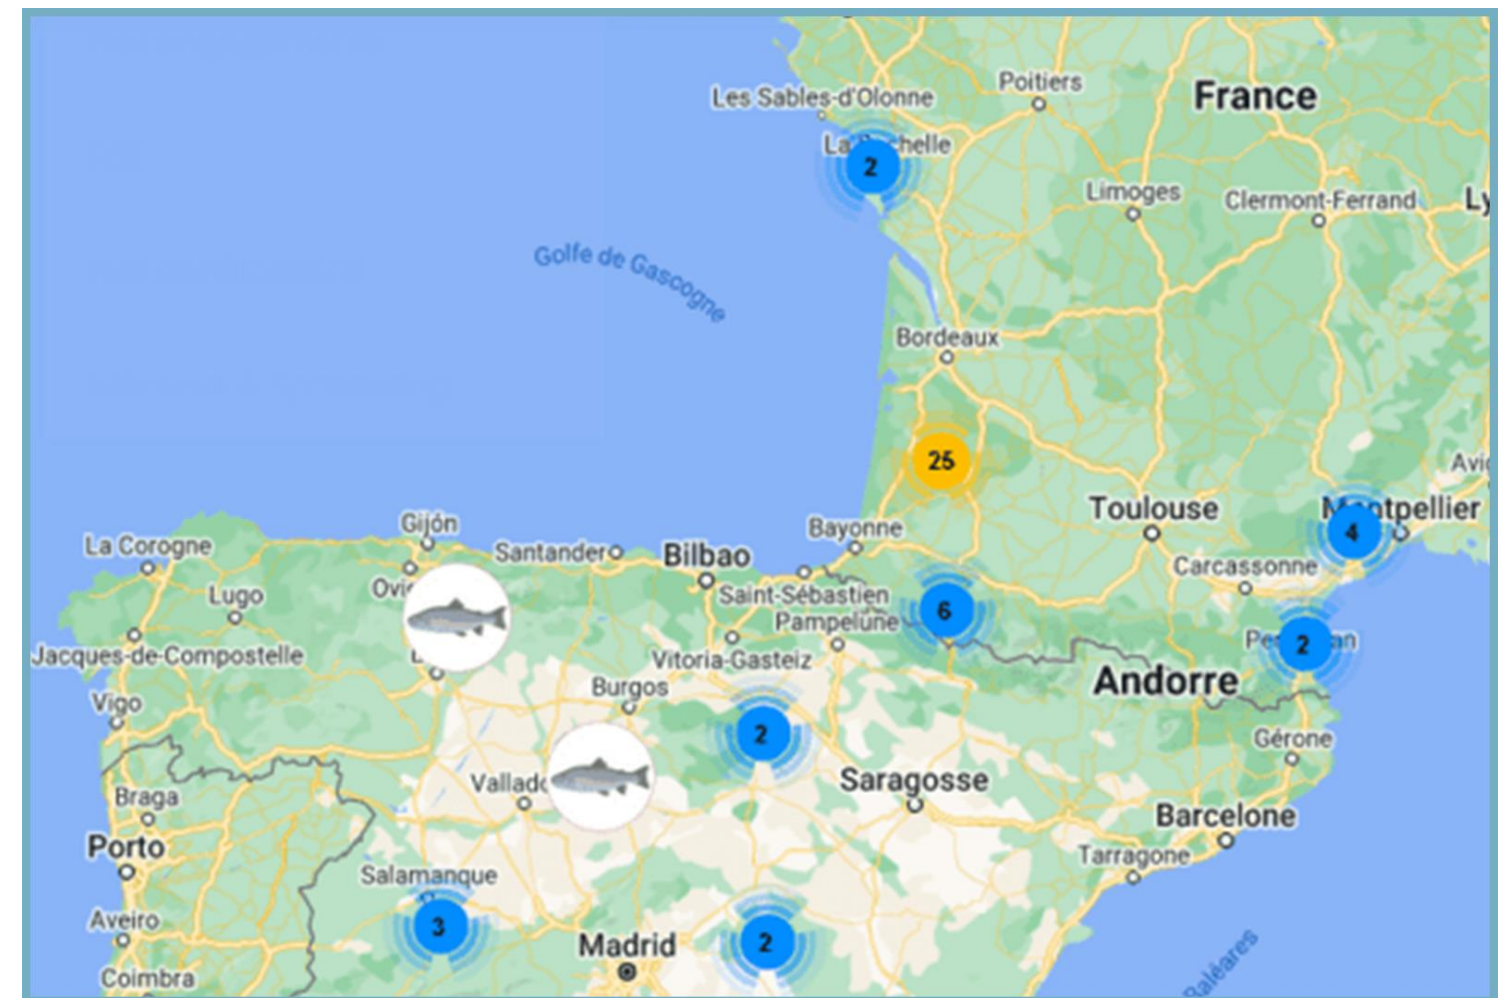 Poitiers
France
Les Sables-d'Olonne
2
Limoges
Clermont-Ferrand
Golfe de Gascogne
Bordeaux
25
Toulouse
4
Gijón
Bayonne
La Corogne
Santander
Bilbao
Carcassonne
Lugo
Saint-Sébastien
6
Pampelune
2
Jacques-de-Compostelle
Vitoria-Gasteiz
Andorre
Burgos
Vigo
2
Gérone
Saragosse
Braga
Barcelone
Porto
Tarragone
Salamanque
Aveiro
3
Madrid
2
Baléares
Coimbra